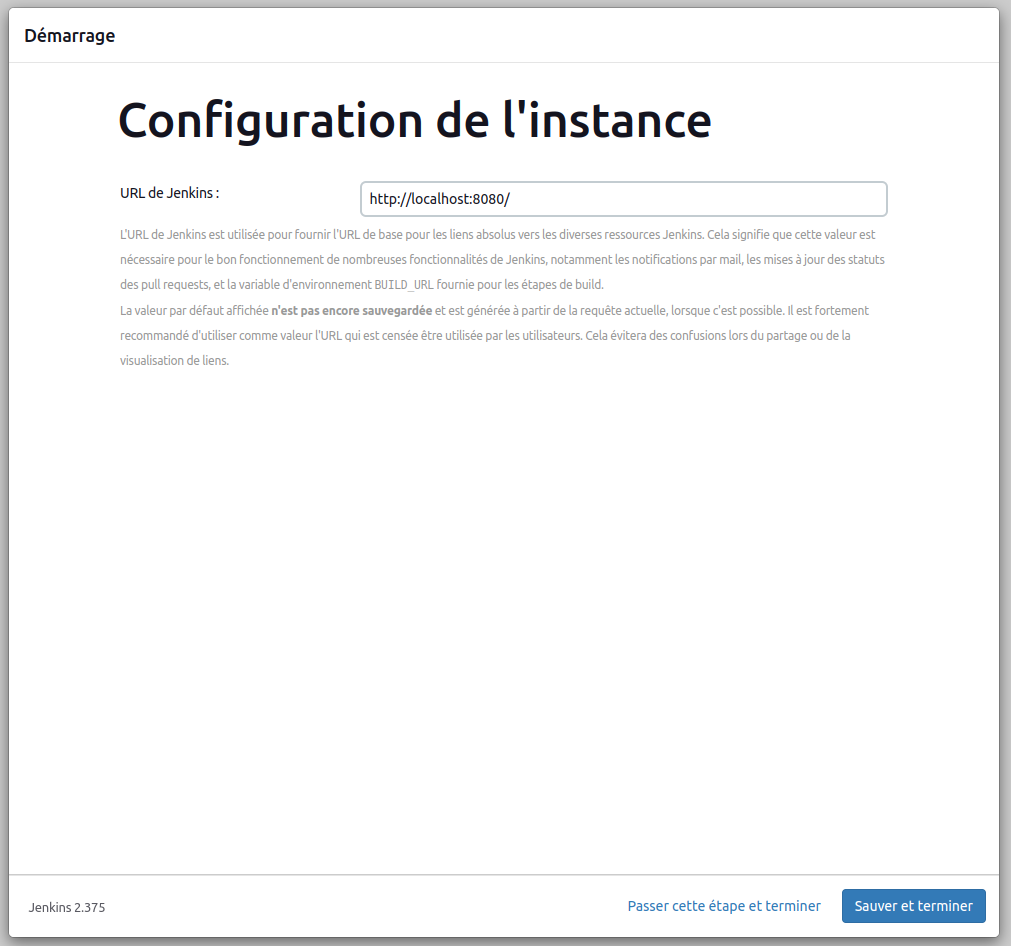 Démarrage
Configuration de l'instance
URL de Jenkins :
http://localhost:8080/
L'URL de Jenkins est utilisée pour fournir l'URL de base pour les liens absolus vers les diverses ressources Jenkins. Cela signifie que cette valeur est
nécessaire pour le bon fonctionnement de nombreuses fonctionnalités de Jenkins, notamment les notifications par mail, les mises à jour des statuts
des pull requests, et la variable d'environnement BUILD_URL fournie pour les étapes de build.
La valeur par défaut affichée n'est pas encore sauvegardée et est générée à partir de la requête actuelle, lorsque c'est possible. Il est fortement
recommandé d'utiliser comme valeur l'URL qui est censée être utilisée par les utilisateurs. Cela évitera des confusions lors du partage ou de la
visualisation de liens.
Jenkins 2.375
Passer cette étape et terminer
Sauver et terminer